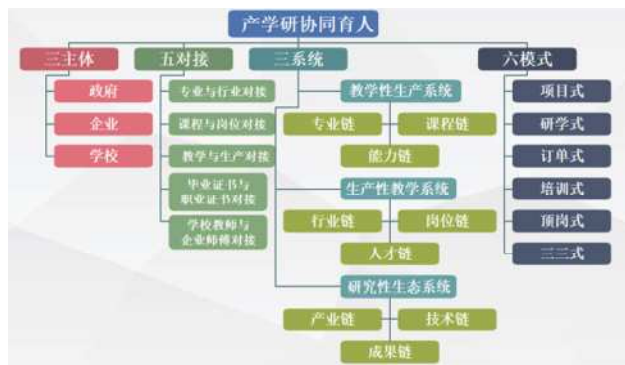 产学研协同育人
三主体
五对接
三系统
六模式
政府
企业
学校
专业与行业对接
课程与岗位对接
教学与生产对接
毕业证书与
职业证书对接
学校教师与
企业师傅对接
教学性生产系统
专业链
课程链
能力链
生产性教学系统
行业链
岗位链
人才链
研究性生态系统
产业链
技术链
成果链
项目式
研学式
订单式
培训式
顶岗式
三三式